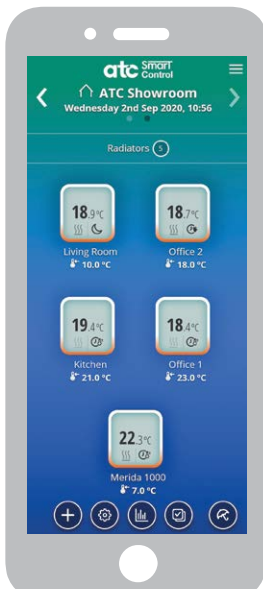 atc Smart Control
ATC Showroom
Wednesday 2nd Sep 2020, 10:56
Radiators 5
18.9°C
18.7°C
Living Room
Office 2
10.0 °C
18.0 °C
19.4°C
18.4°C
Kitchen
Office 1
21.0 °C
23.0 °C
22.3°C
Merida 1000
7.0 °C